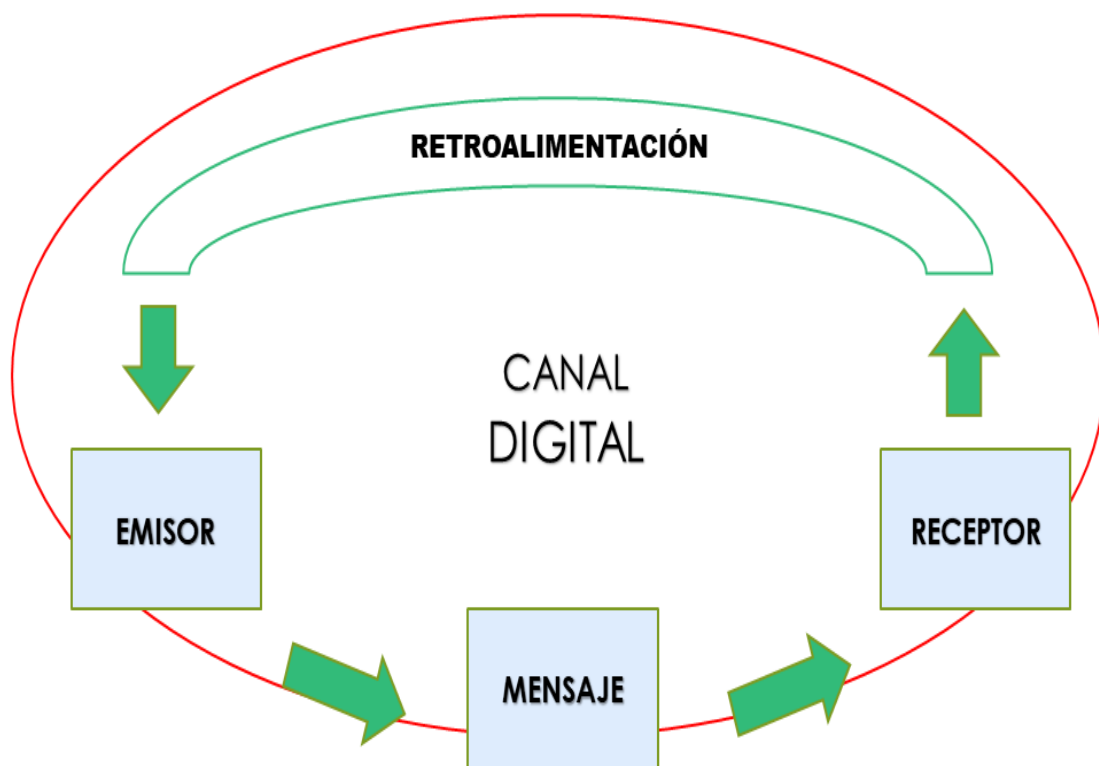 RETROALIMENTACIÓN
CANAL
DIGITAL
EMISOR
RECEPTOR
MENSAJE